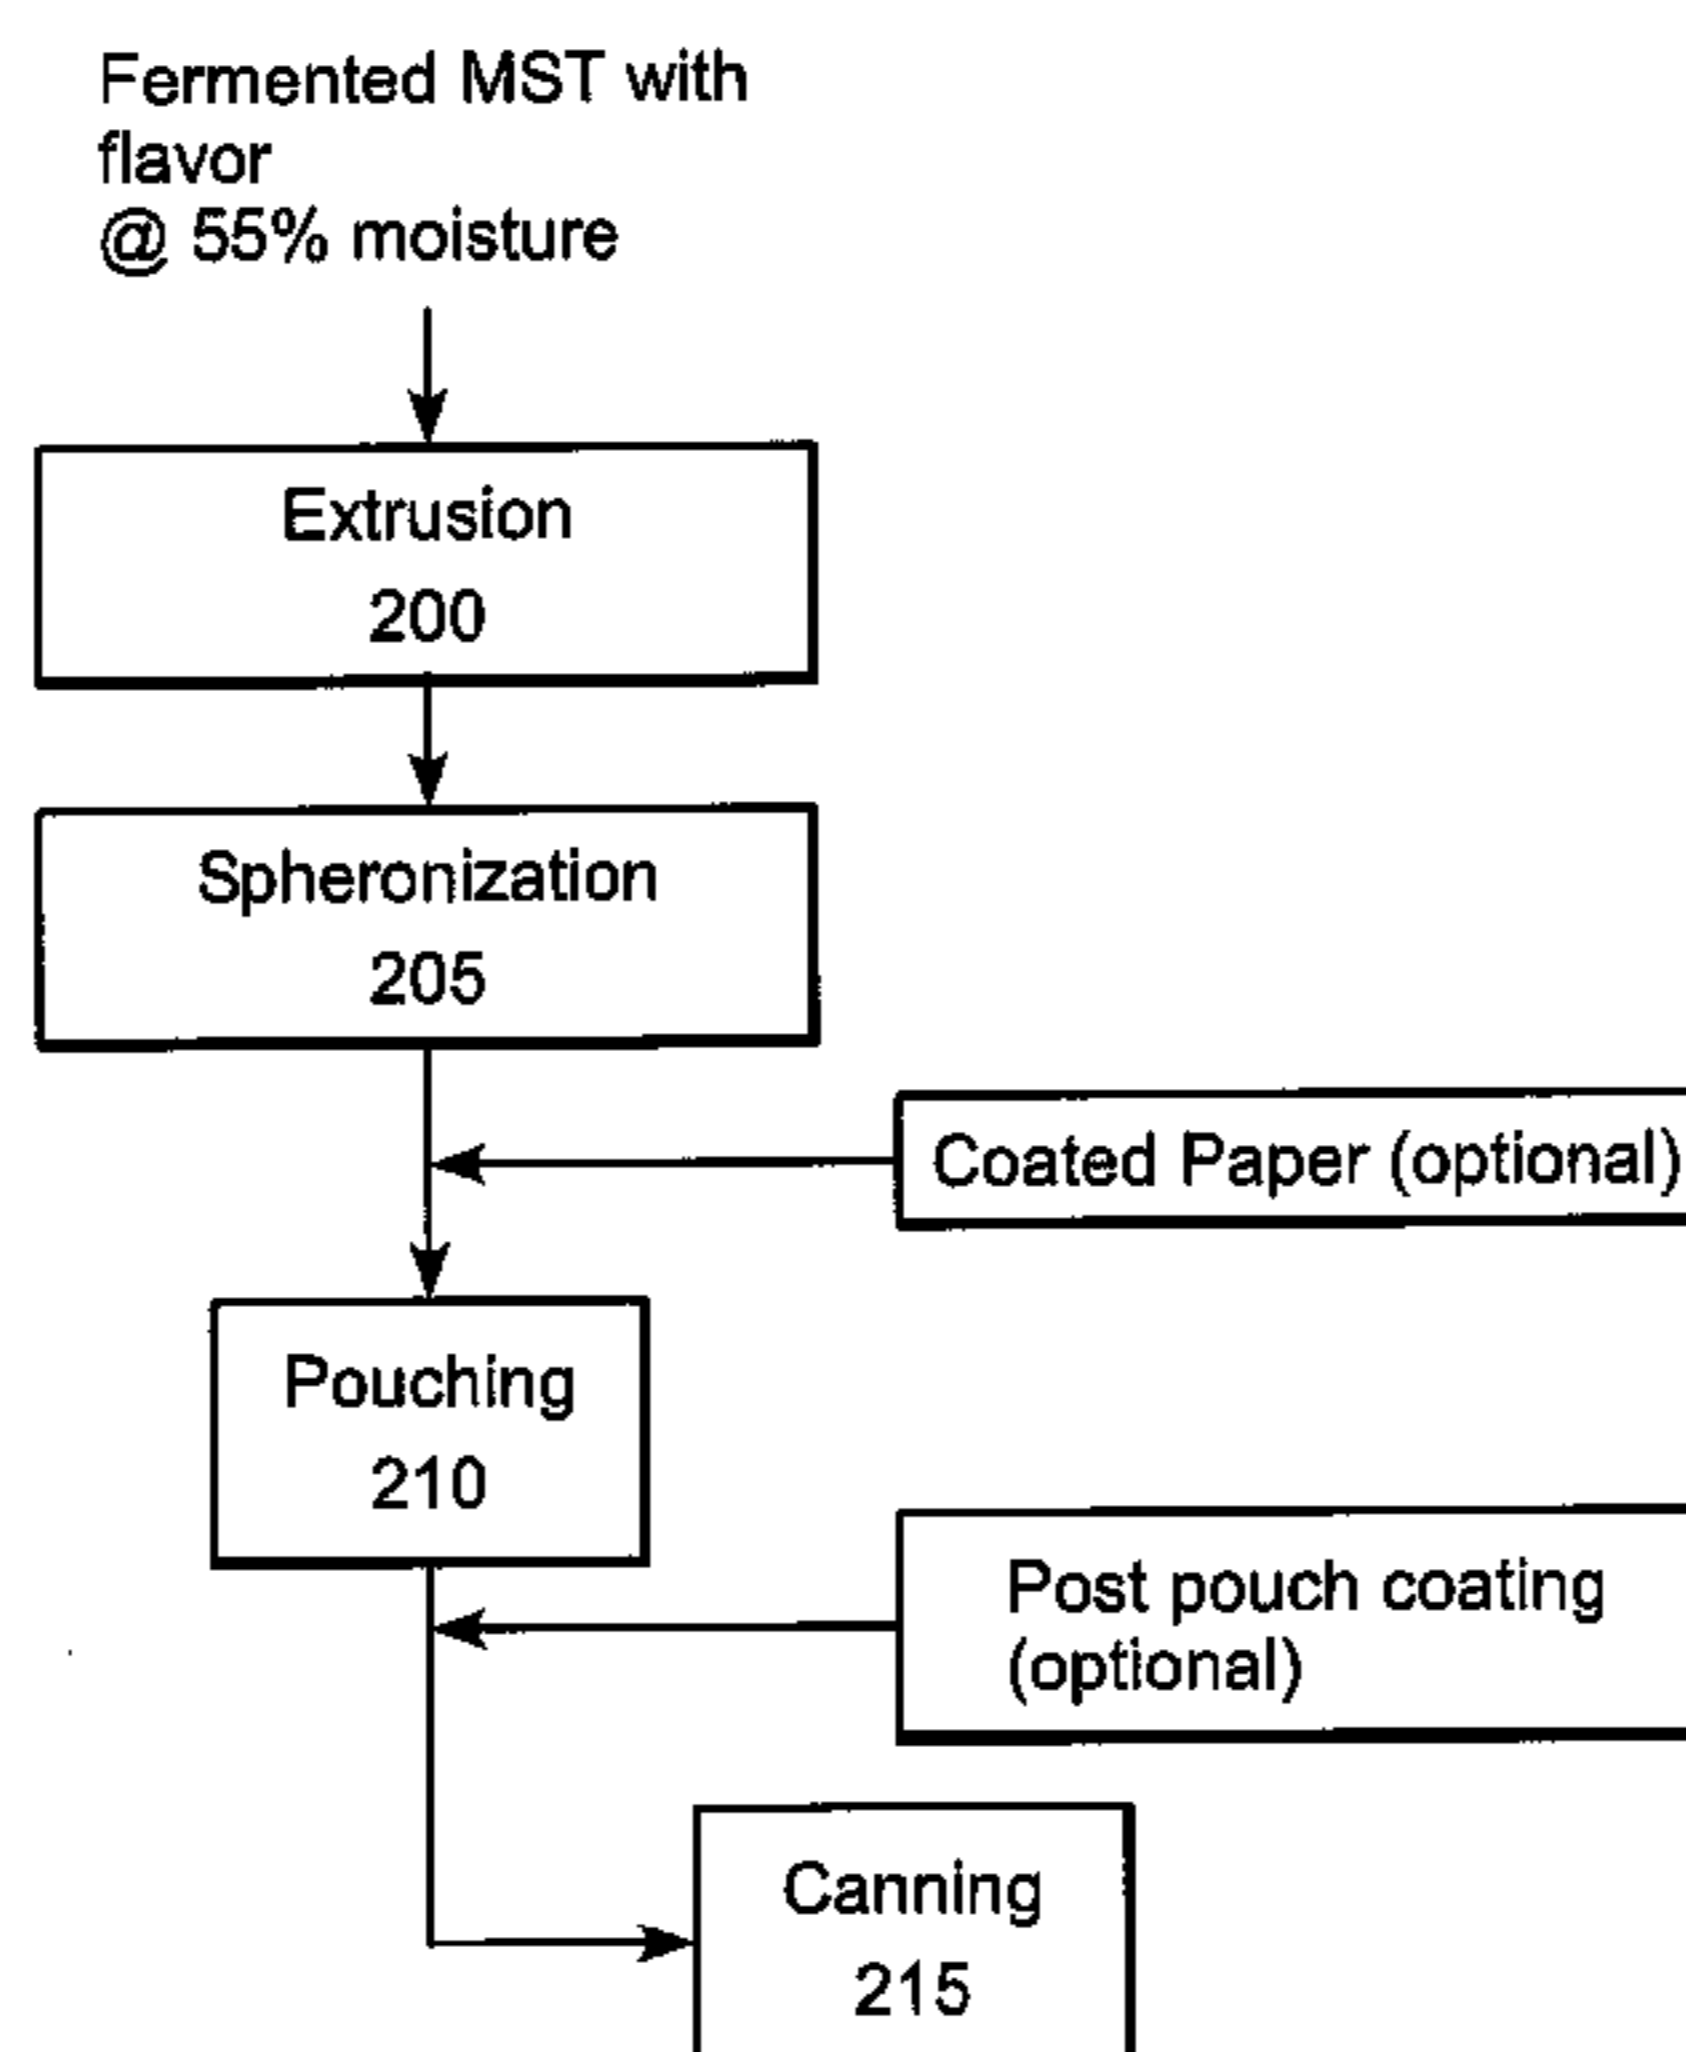 Fermented MST with
flavor
@ 55% moisture
Extrusion
200
Spheronization
205
Coated Paper (optional)
Pouching
210
Post pouch coating
(optional)
Canning
215